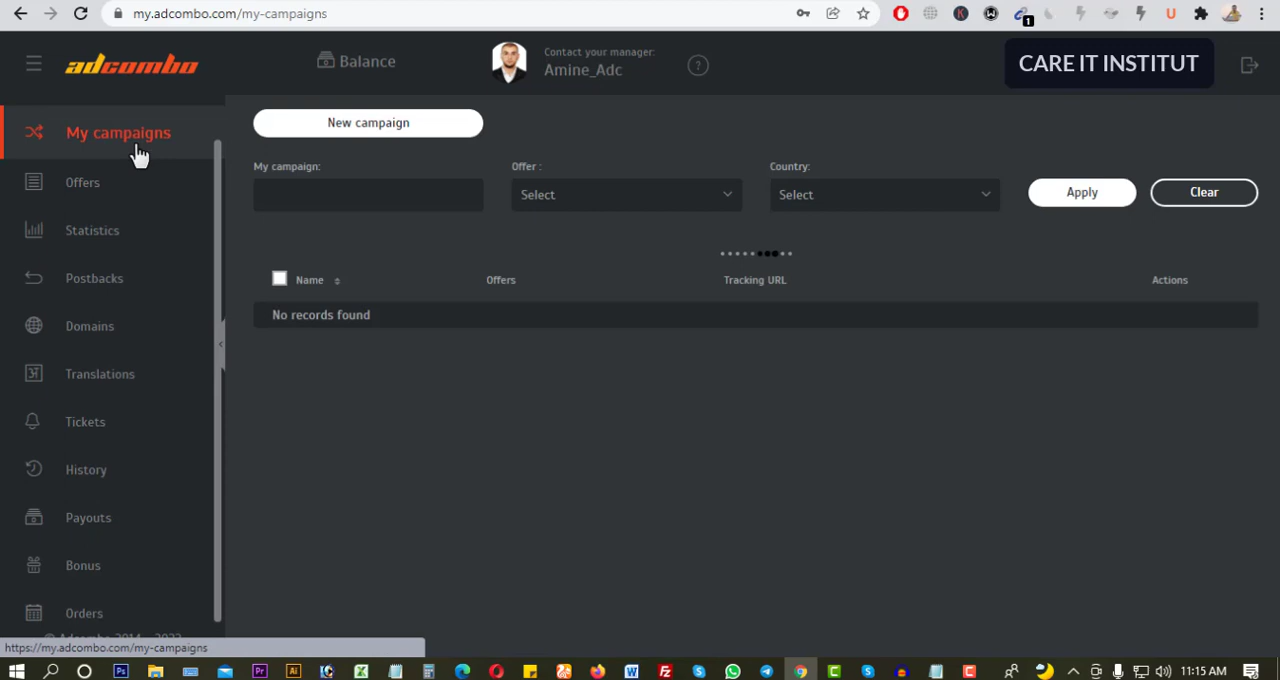 my.adcombo.com/my-campaigns
1
adcombo
Balance
Contact your manager:
Amine_Adc
?
CARE IT INSTITUT
My campaigns
Offers
Statistics
Postbacks
Domains
Translations
Tickets
History
Payouts
Bonus
Orders
New campaign
My campaign:
Offer :
Country:
Select
Select
Apply
Clear
Name
Offers
Tracking URL
Actions
No records found
https://my.adcombo.com/my-campaigns
11:15 AM